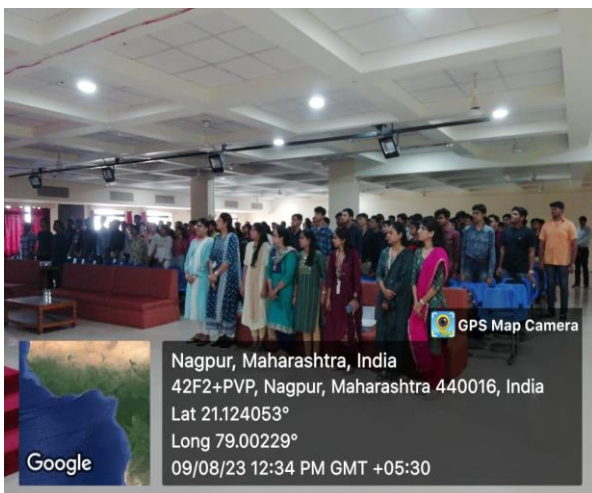 GPS Map Camera
Nagpur, Maharashtra, India
42F2+PVP, Nagpur, Maharashtra 440016, India
Lat 21.124053°
Long 79.00229°
09/08/23 12:34 PM GMT +05:30
Google